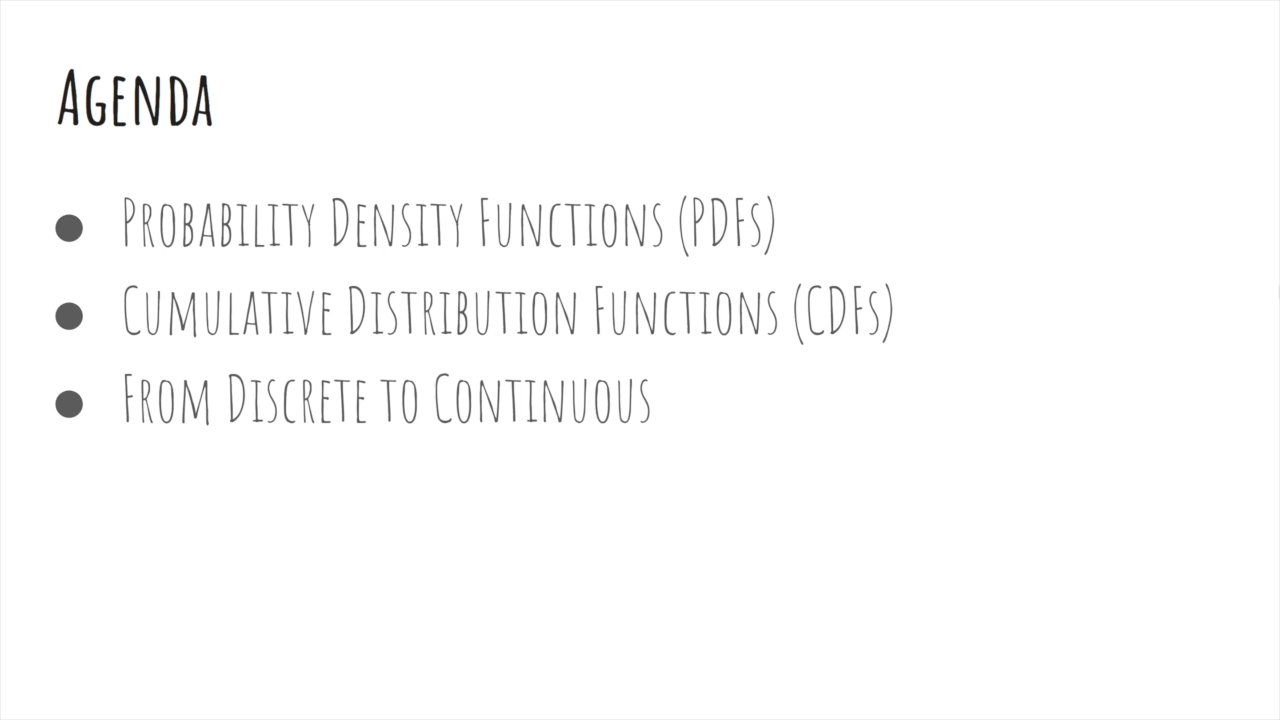 Agenda
Probability Density Functions (PDFs)
Cumulative Distribution Functions (CDFs)
From Discrete to Continuous